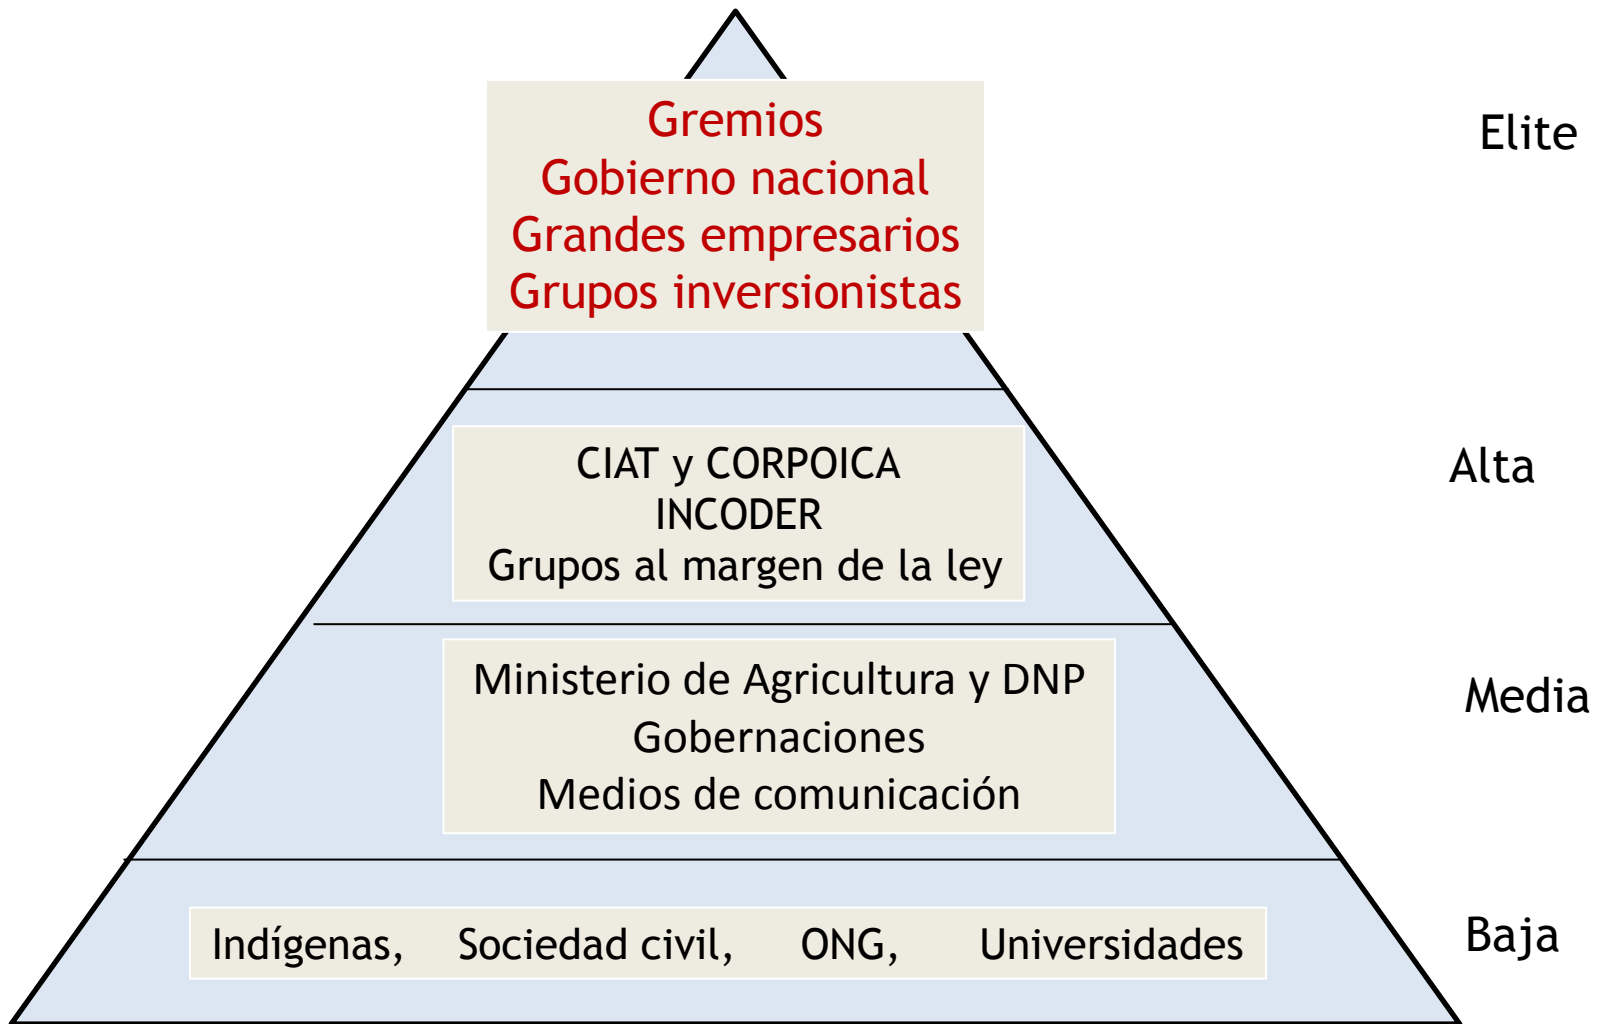 Gremios
Gobierno nacional
Grandes empresarios
Grupos inversionistas
Elite
CIAT y CORPOICA
INCODER
Grupos al margen de la ley
Alta
Ministerio de Agricultura y DNP
Gobernaciones
Medios de comunicación
Media
Indígenas, Sociedad civil, ONG, Universidades
Baja